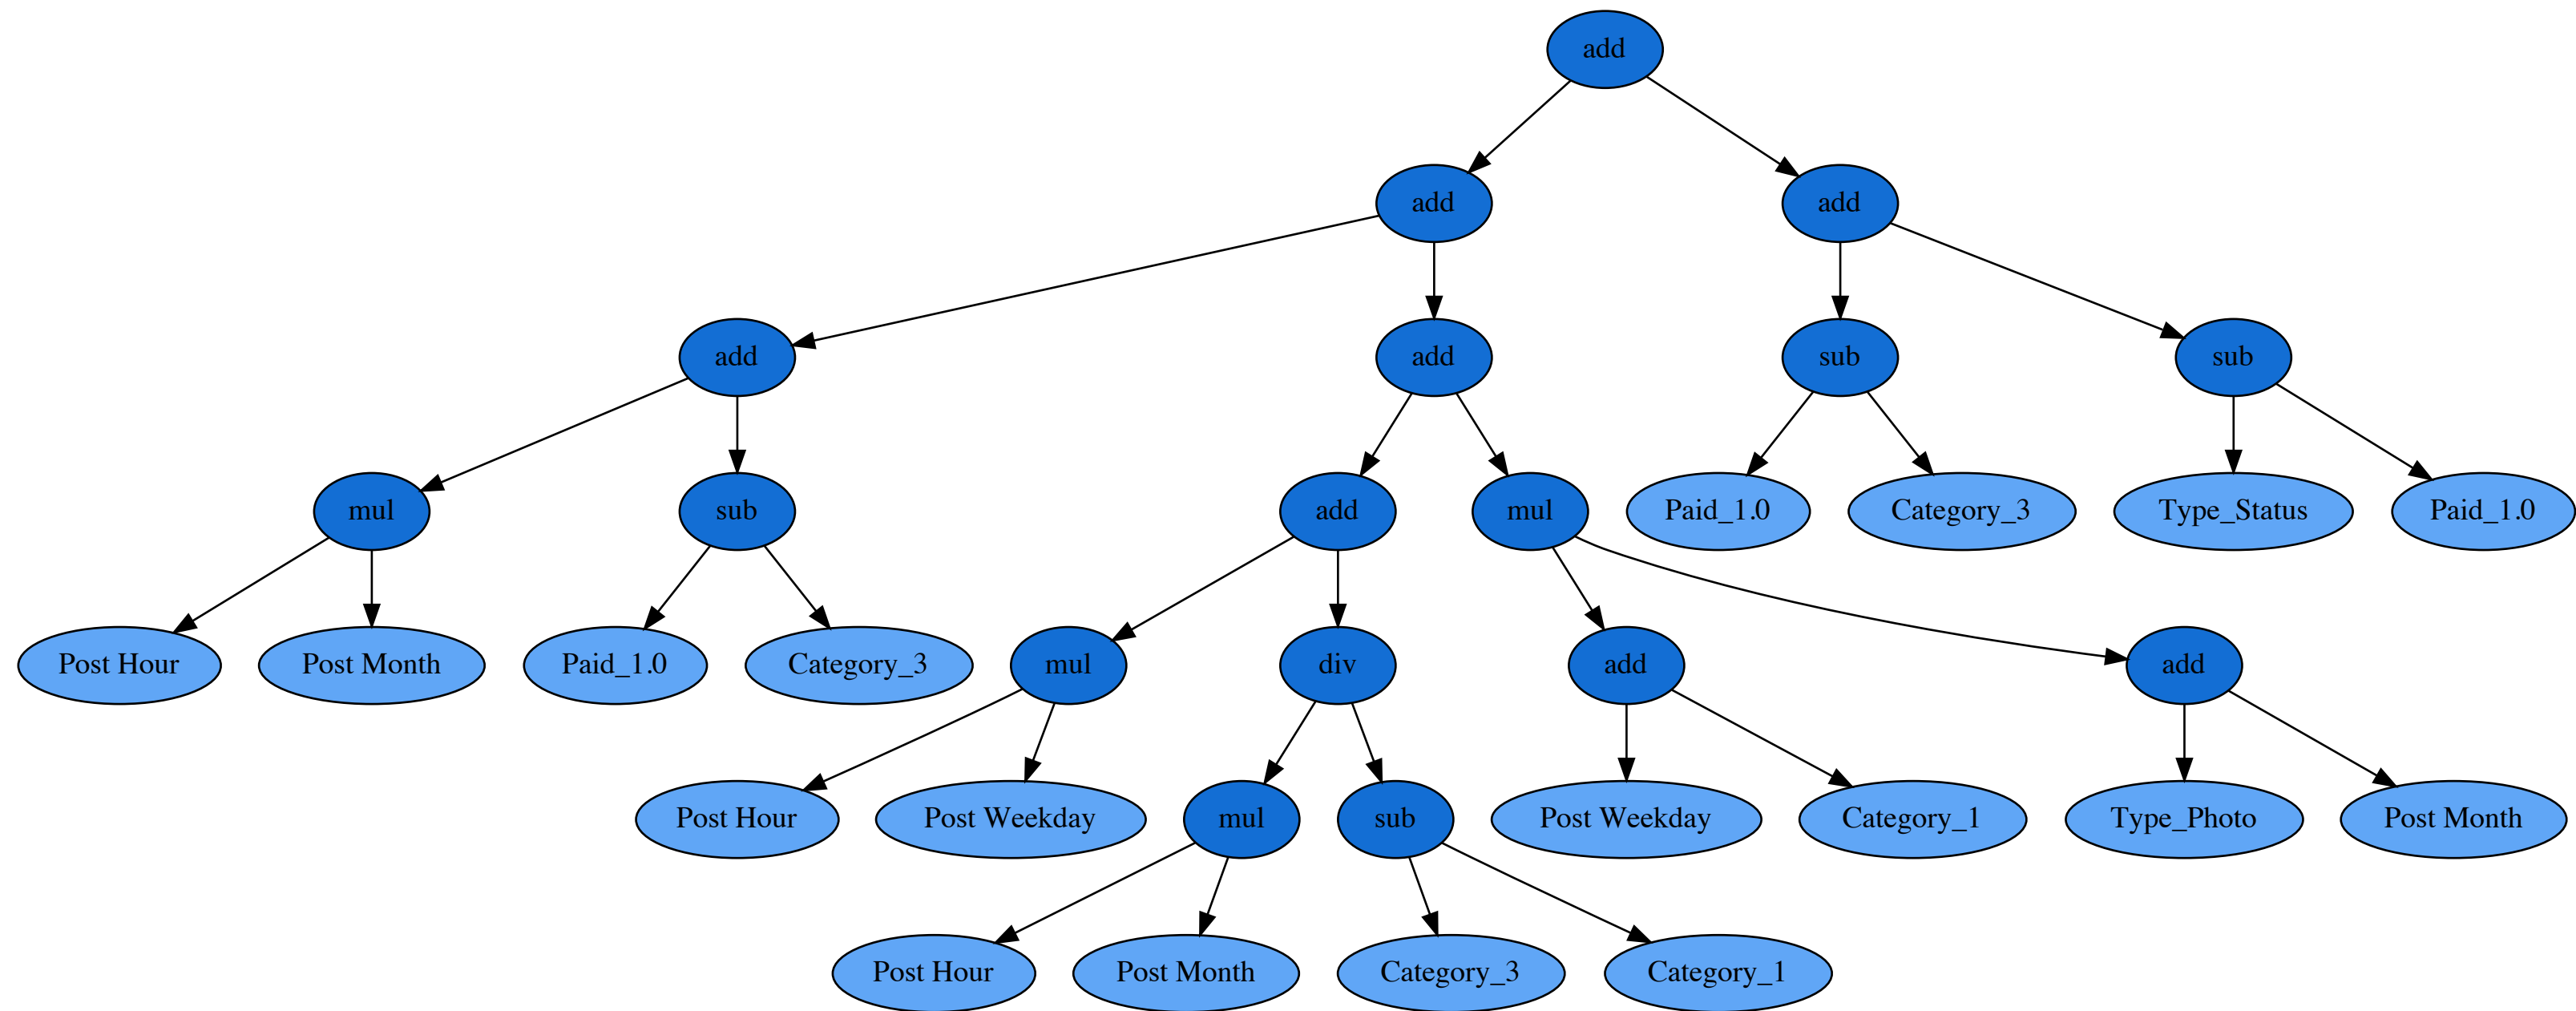 add
add
add
add
add
sub
sub
mul
sub
add
mul
Paid_1.0
Category_3
Type_Status
Paid_1.0
Post Hour
Post Month
Paid_1.0
Category_3
mul
div
add
add
Post Hour
Post Weekday
mul
sub
Post Weekday
Category_1
Type_Photo
Post Month
Post Hour
Post Month
Category_3
Category_1